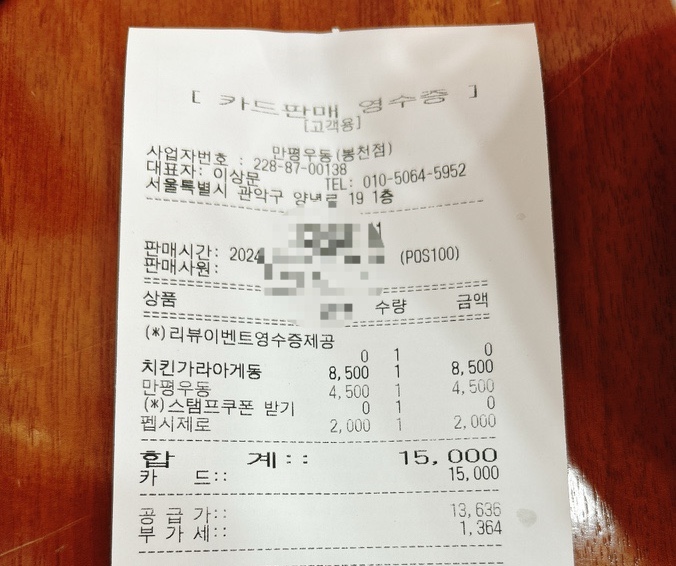 [ 카드판매 영수증 ]
[고객용]
만평우동(봉천점)
사업자번호 : 228-87-00138
대표자: 이상문 TEL: 010-5064-5952
서울특별시 관악구 양녕로 19 1층
판매시간: 2024 (POS100)
판매사원:
상품 수량 금액
(*)리뷰이벤트영수증제공
0 1 0
치킨가라아게동 8,500 1 8,500
만평우동 4,500 1 4,500
(*)스탬프쿠폰 받기 0 1 0
펩시제로 2,000 1 2,000
합 계:: 15,000
카 드:: 15,000
공 급 가:: 13,636
부 가 세:: 1,364